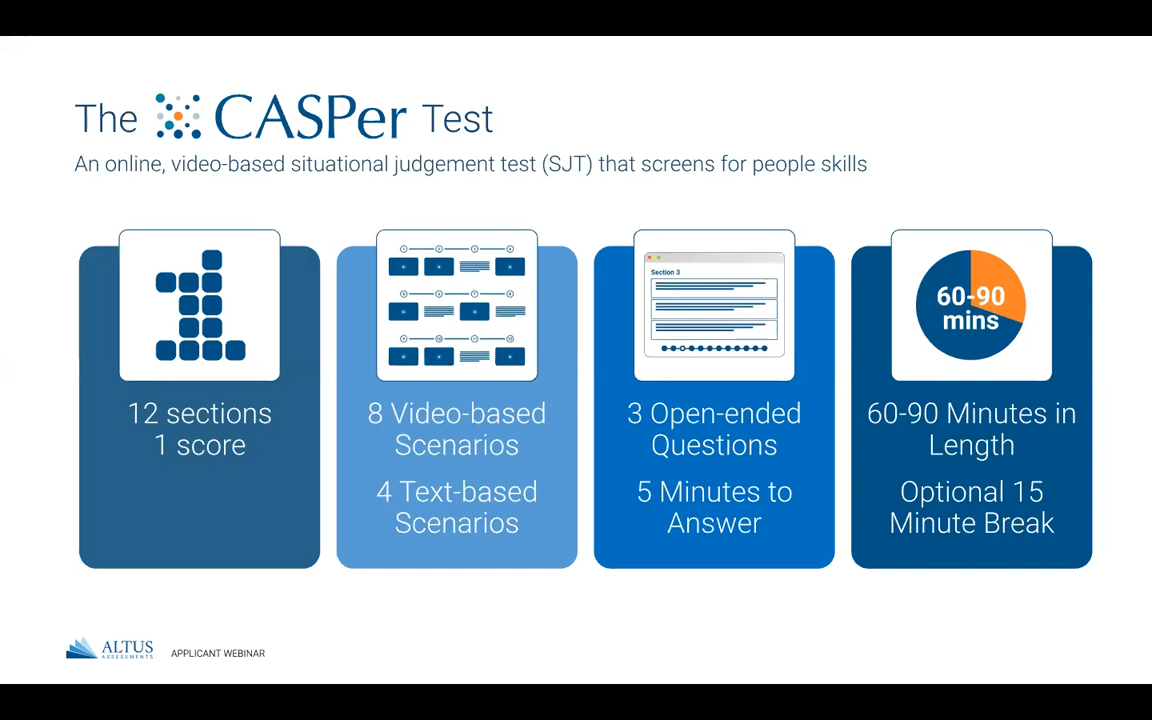 The CASPer Test
An online, video-based situational judgement test (SJT) that screens for people skills
12 sections
1 score
8 Video-based
Scenarios
4 Text-based
Scenarios
Section 3
3 Open-ended
Questions
5 Minutes to
Answer
60-90
mins
60-90 Minutes in
Length
Optional 15
Minute Break
ALTUS
ASSESSMENTS
APPLICANT WEBINAR